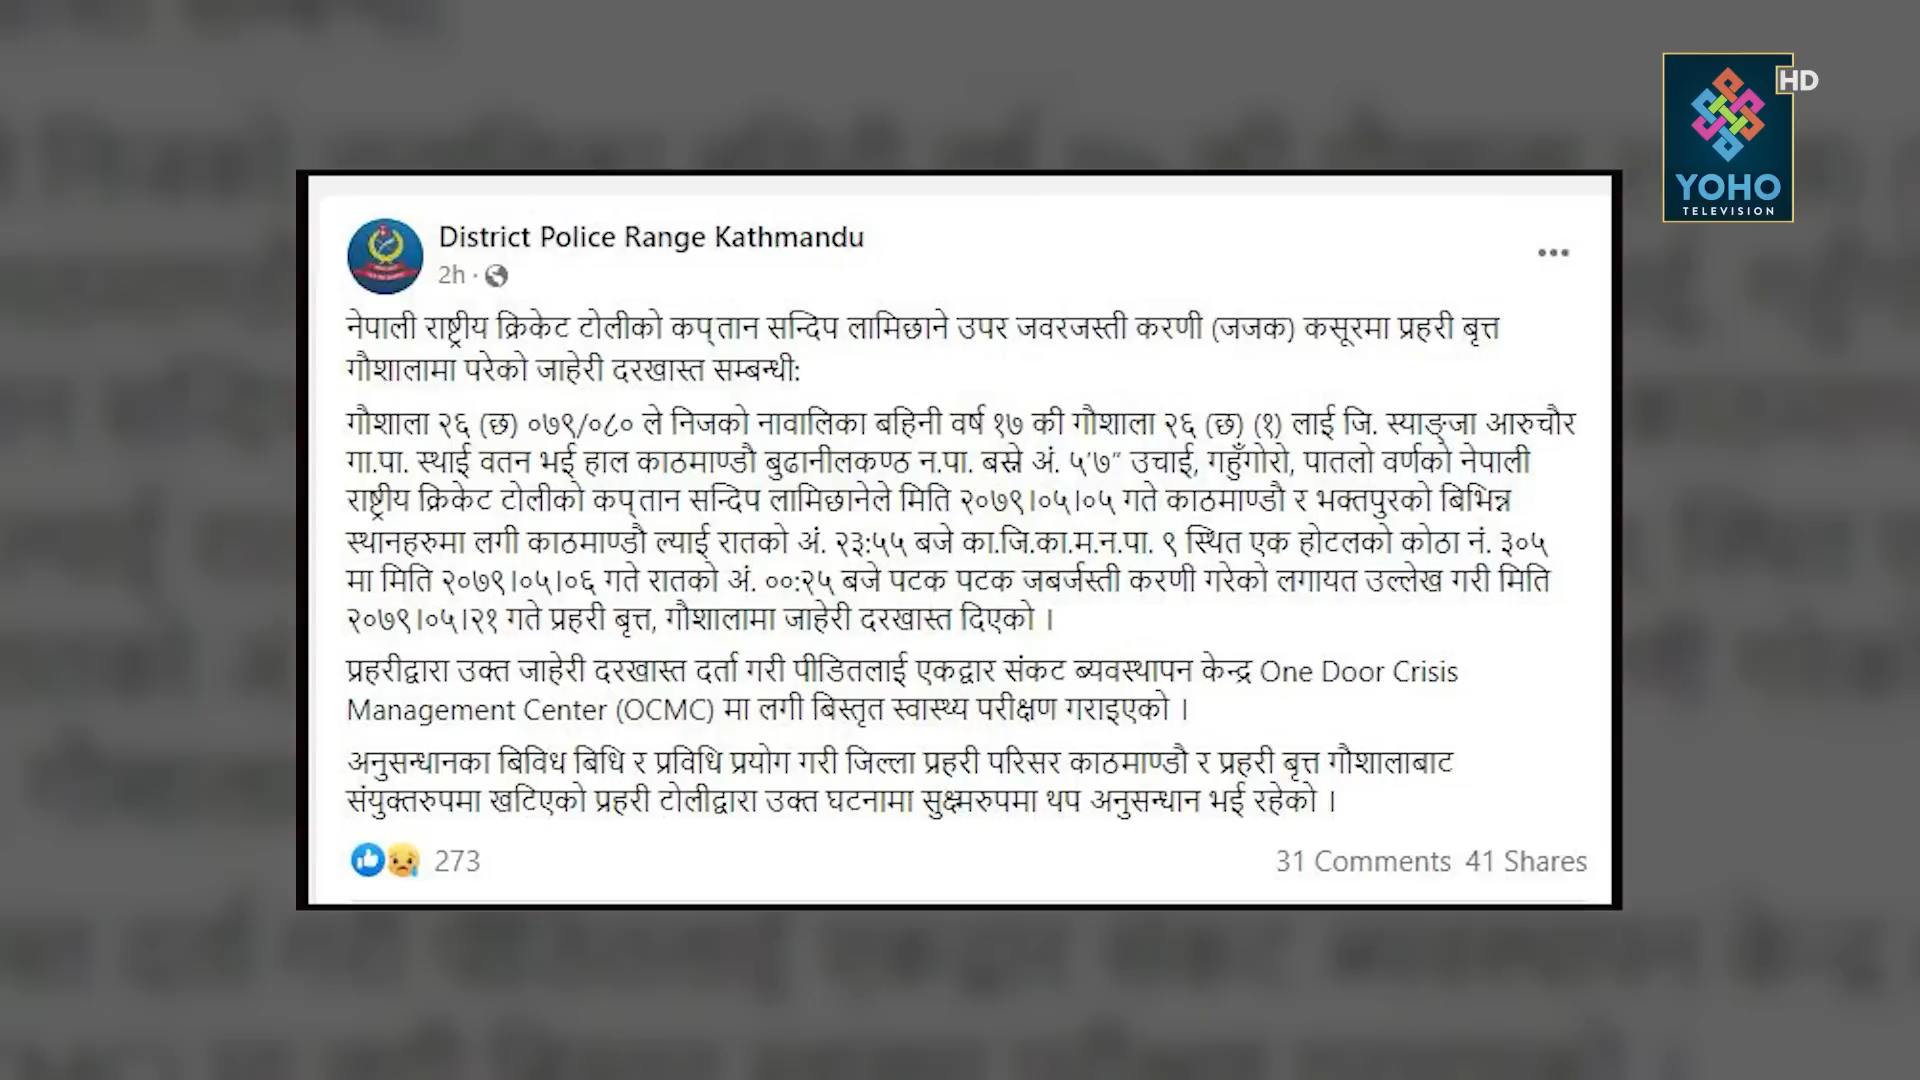 YOHO
TELEVISION
HD
District Police Range Kathmandu
2h ·
नेपाली राष्ट्रीय क्रिकेट टोलीको कप्‌तान सन्दिप लामिछाने उपर जवरजस्ती करणी (जजक) कसूरमा प्रहरी बृत्त
गौशालामा परेको जाहेरी दरखास्त सम्बन्धी:
गौशाला २६ (छ) ०७९/०८० ले निजको नावालिका बहिनी वर्ष १७ की गौशाला २६ (छ) (१) लाई जि. स्याङ्जा आरुचौर
गा.पा. स्थाई वतन भई हाल काठमाण्डौ बुढानीलकण्ठ न.पा. बस्ने अं. ५'७" उचाई, गहुँगोरो, पातलो वर्णको नेपाली
राष्ट्रीय क्रिकेट टोलीको कप्‌तान सन्दिप लामिछानेले मिति २०७९।०५।०५ गते काठमाण्डौ र भक्तपुरको बिभिन्न
स्थानहरुमा लगी काठमाण्डौ ल्याई रातको अं. २३:५५ बजे का.जि.का.म.न.पा. ९ स्थित एक होटलको कोठा नं. ३०५
मा मिति २०७९।०५।०६ गते रातको अं. ००:२५ बजे पटक पटक जबर्जस्ती करणी गरेको लगायत उल्लेख गरी मिति
२०७९।०५।२१ गते प्रहरी बृत्त, गौशालामा जाहेरी दरखास्त दिएको ।
प्रहरीद्वारा उक्त जाहेरी दरखास्त दर्ता गरी पीडितलाई एकद्वार संकट ब्यवस्थापन केन्द्र One Door Crisis
Management Center (OCMC) मा लगी बिस्तृत स्वास्थ्य परीक्षण गराइएको ।
अनुसन्धानका बिविध बिधि र प्रविधि प्रयोग गरी जिल्ला प्रहरी परिसर काठमाण्डौ र प्रहरी बृत्त गौशालाबाट
संयुक्तरुपमा खटिएको प्रहरी टोलीद्वारा उक्त घटनामा सुक्ष्मरुपमा थप अनुसन्धान भई रहेको ।
273
31 Comments 41 Shares